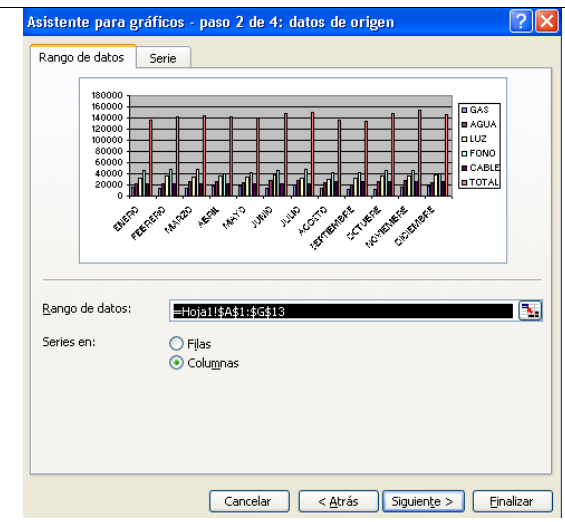 Asistente para gráficos - paso 2 de 4: datos de origen
Rango de datos
Serie
180000
160000
140000
120000
100000
80000
60000
40000
20000
0
ENERO
FEBRERO
MARZO
ABRIL
MAYO
JUNIO
JULIO
AGOSTO
SEPTIEMBRE
OCTUBRE
NOVIEMBRE
DICIEMBRE
GAS
AGUA
LUZ
FONO
CABLE
TOTAL
Rango de datos:
=Hoja1!$A$1:$G$13
Series en:
Filas
Columnas
Cancelar
< Atrás
Siguiente >
Finalizar